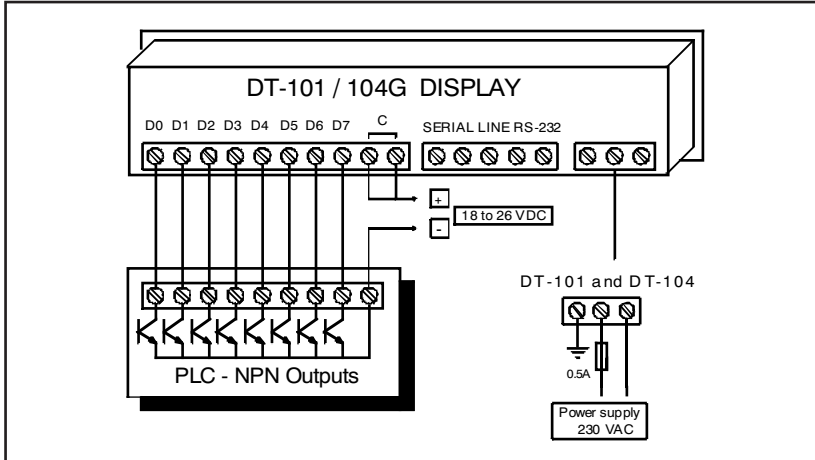 DT-101 / 104G DISPLAY
D0 D1 D2 D3 D4 D5 D6 D7 C SERIAL LINE RS-232
+
18 to 26 VDC
-
DT-101 and DT-104
0.5A
PLC - NPN Outputs
Power supply
230 VAC